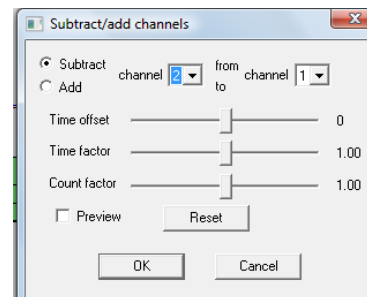 Subtract/add channels
Subtract
Add
channel 2 from
to channel 1
Time offset 0
Time factor 1.00
Count factor 1.00
Preview Reset
OK Cancel